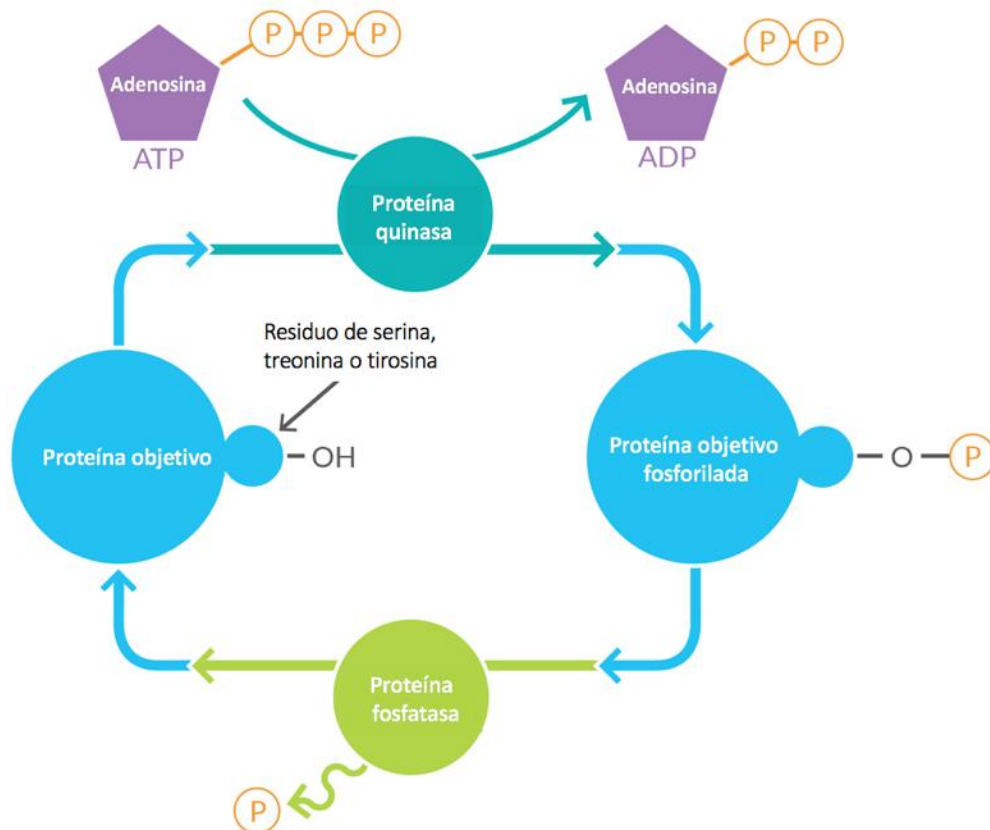 P P P
Adenosina
ATP
P P
Adenosina
ADP
Proteína
quinasa
Residuo de serina,
treonina o tirosina
Proteína objetivo
OH
Proteína objetivo
fosforilada
O P
Proteína
fosfatasa
P